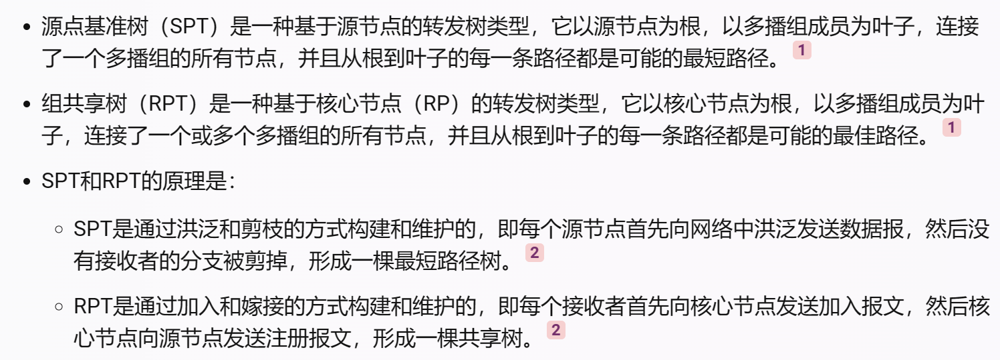 • 源点基准树（SPT）是一种基于源节点的转发树类型，它以源节点为根，以多播组成员为叶子，连接
了一个多播组的所有节点，并且从根到叶子的每一条路径都是可能的最短路径。 1
• 组共享树（RPT）是一种基于核心节点（RP）的转发树类型，它以核心节点为根，以多播组成员为叶
子，连接了一个或多个多播组的所有节点，并且从根到叶子的每一条路径都是可能的最佳路径。 1
• SPT和RPT的原理是：
○ SPT是通过洪泛和剪枝的方式构建和维护的，即每个源节点首先向网络中洪泛发送数据报，然后没
有接收者的分支被剪掉，形成一棵最短路径树。 2
○ RPT是通过加入和嫁接的方式构建和维护的，即每个接收者首先向核心节点发送加入报文，然后核
心节点向源节点发送注册报文，形成一棵共享树。 2